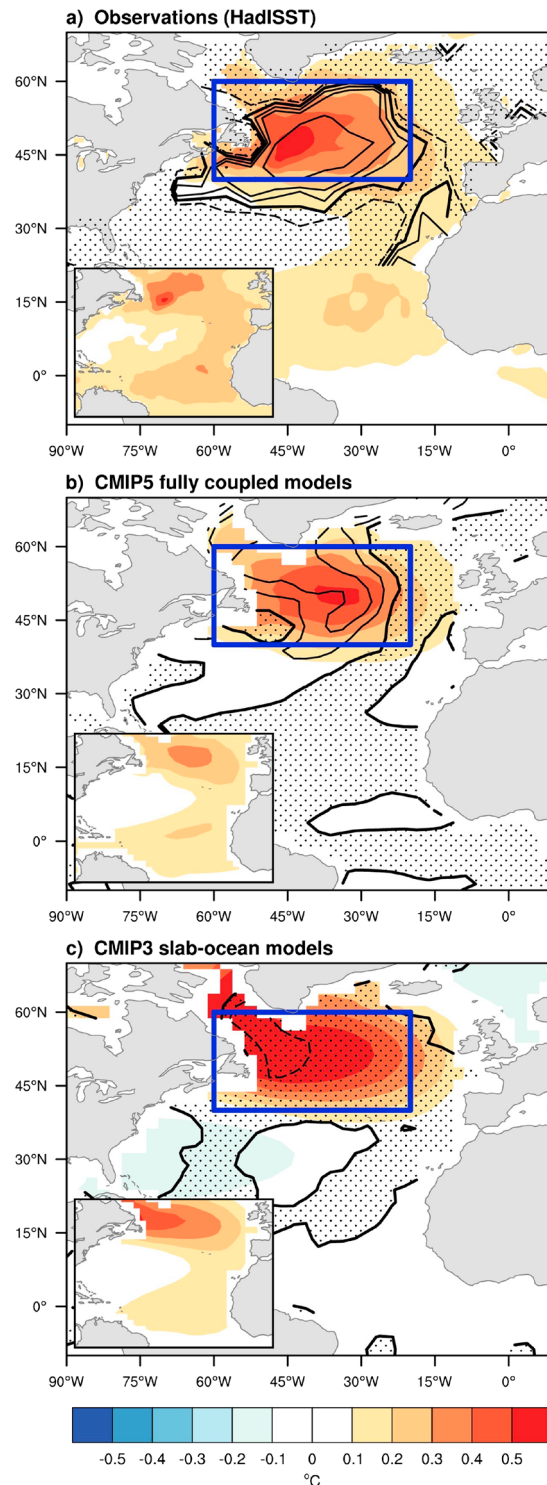 a) Observations (HadISST)
60°N
45°N
30°N
15°N
0°
90°W 75°W 60°W 45°W 30°W 15°W 0°
b) CMIP5 fully coupled models
60°N
45°N
30°N
15°N
0°
90°W 75°W 60°W 45°W 30°W 15°W 0°
c) CMIP3 slab-ocean models
60°N
45°N
30°N
15°N
0°
90°W 75°W 60°W 45°W 30°W 15°W 0°
-0.5 -0.4 -0.3 -0.2 -0.1 0 0.1 0.2 0.3 0.4 0.5
°C